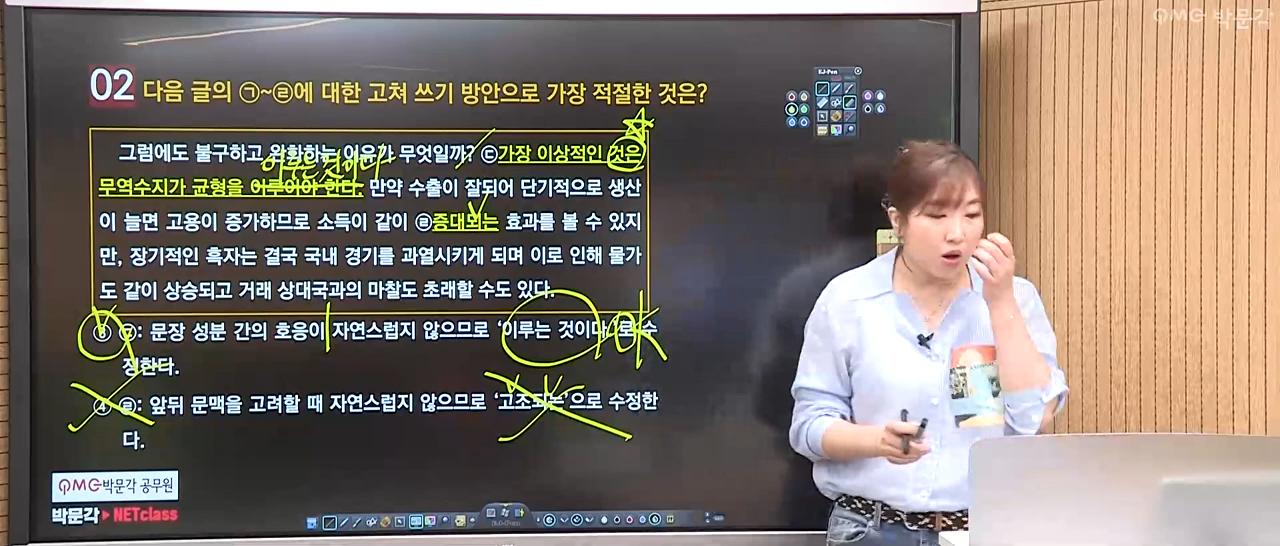 QMG 박문각
EJ-Pen
02 다음 글의 ㉠~㉣에 대한 고쳐 쓰기 방안으로 가장 적절한 것은?
그럼에도 불구하고 완화하는 이유가 무엇일까? ㉢가장 이상적인 것은
이루는 것이다
무역수지가 균형을 이루어야 한다. 만약 수출이 잘되어 단기적으로 생산
이 늘면 고용이 증가하므로 소득이 같이 ㉣증대되는 효과를 볼 수 있지
만, 장기적인 흑자는 결국 국내 경기를 과열시키게 되며 이로 인해 물가
도 같이 상승되고 거래 상대국과의 마찰도 초래할 수도 있다.
③ ㉢: 문장 성분 간의 호응이 자연스럽지 않으므로 ‘이루는 것이다’로 수
정한다.
④ ㉣: 앞뒤 문맥을 고려할 때 자연스럽지 않으므로 ‘고조되는’으로 수정한
다.
QMG 박문각 공무원
박문각 NETclass